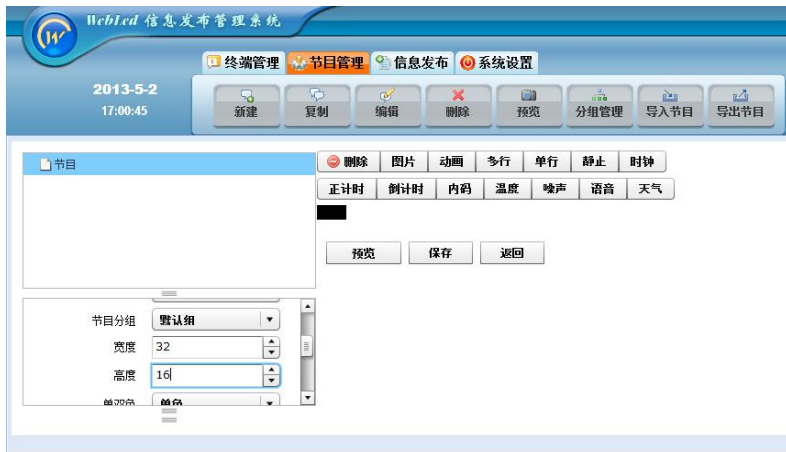 WebLed 信息发布管理系统
终端管理 节目管理 信息发布 系统设置
2013-5-2
17:00:45
新建 复制 编辑 删除 预览 分组管理 导入节目 导出节目
节目
删除 图片 动画 多行 单行 静止 时钟
正计时 倒计时 内码 温度 噪声 语音 天气
预览 保存 返回
节目分组 默认组
宽度 32
高度 16
单双色 单色